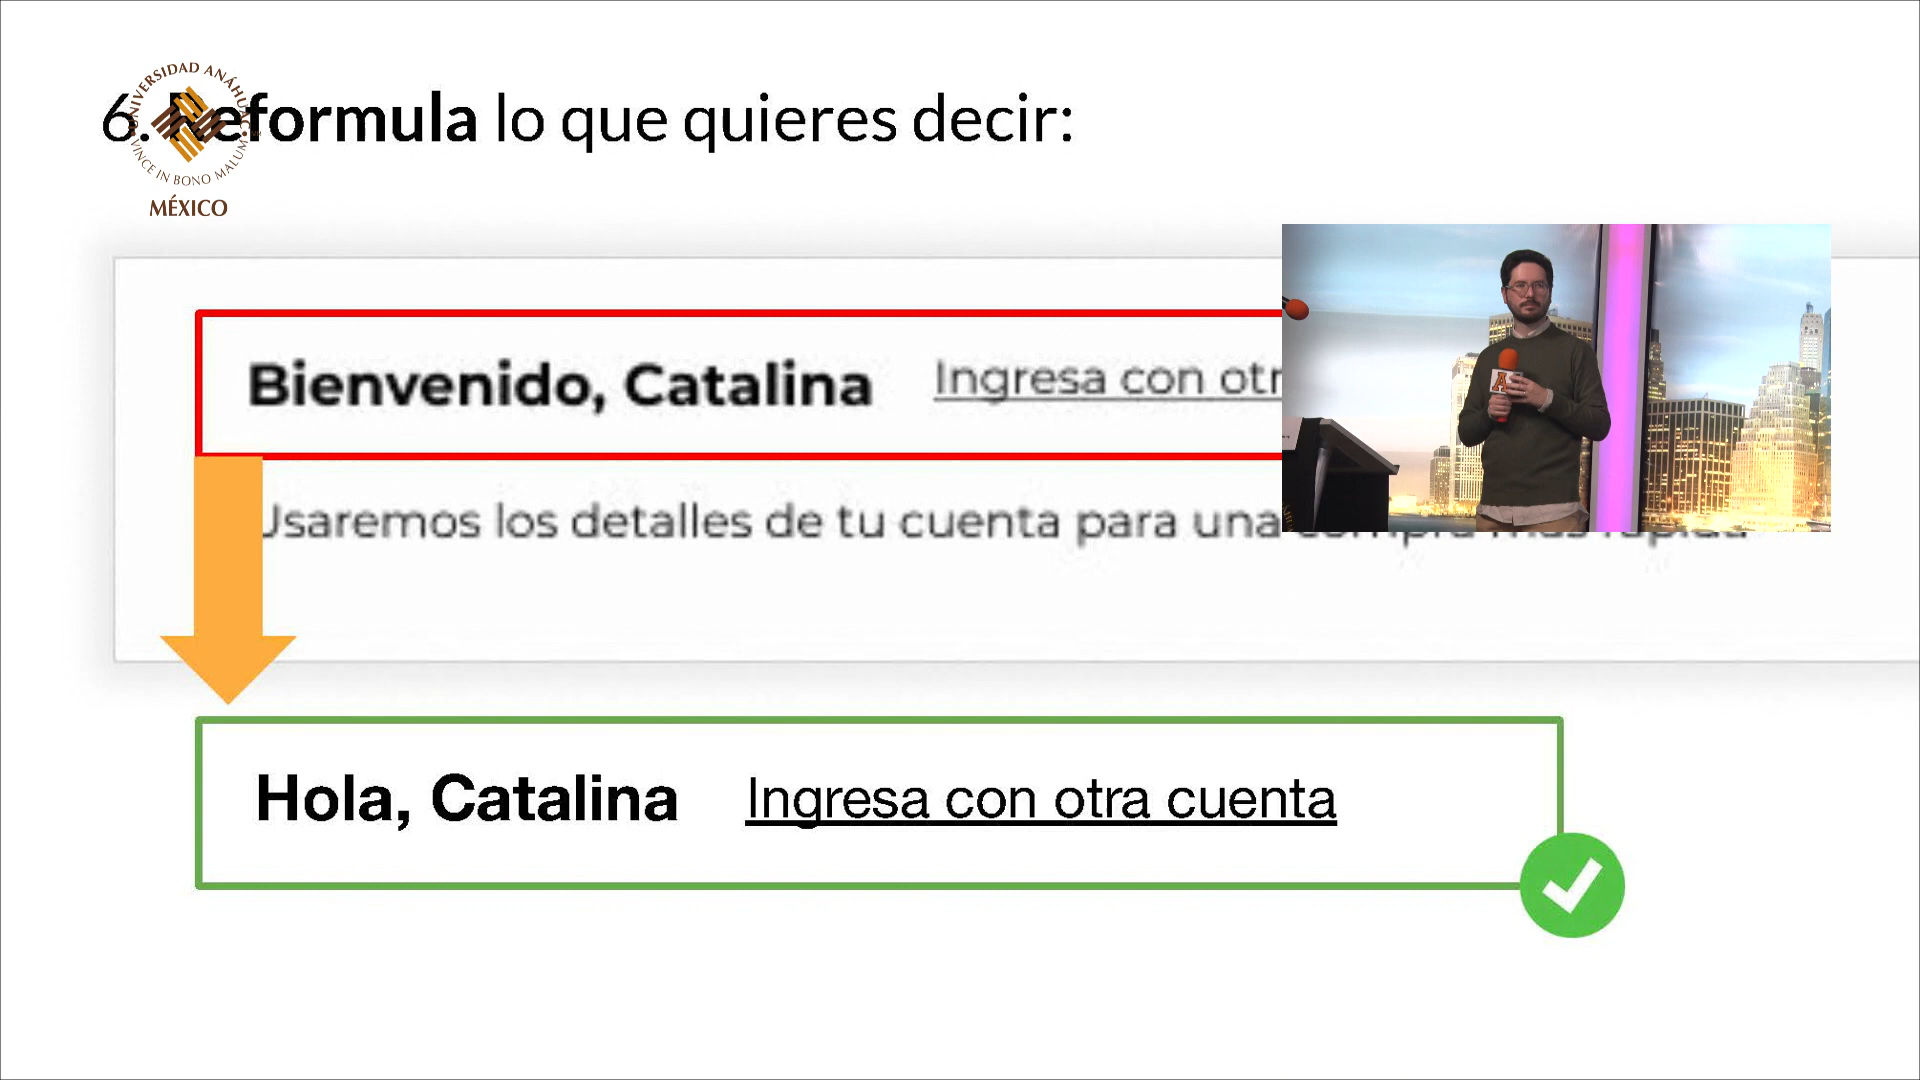 UNIVERSIDAD ANÁHUAC
VINCE IN BONO MALUM
MÉXICO
6. Reformula lo que quieres decir:
Bienvenido, Catalina Ingresa con otr
Usaremos los detalles de tu cuenta para una
Hola, Catalina Ingresa con otra cuenta